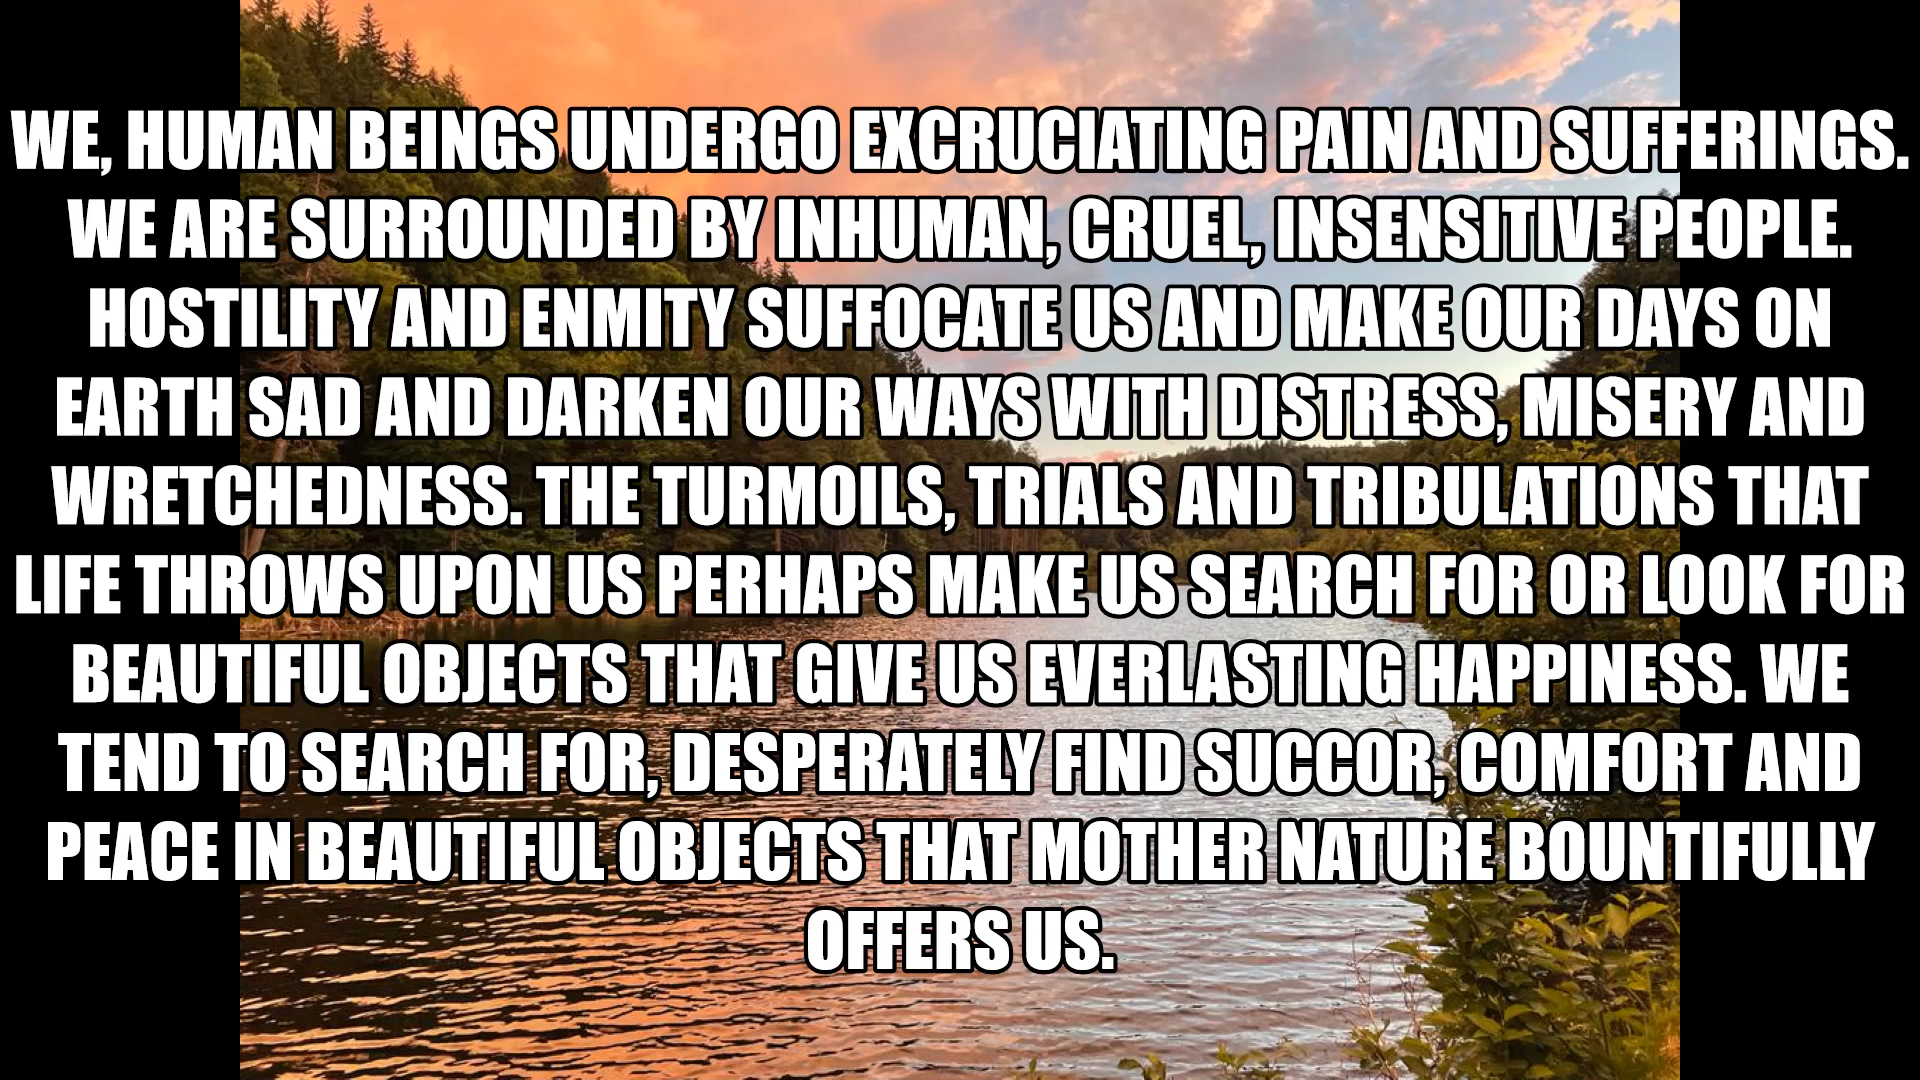 WE, HUMAN BEINGS UNDERGO EXCRUCIATING PAIN AND SUFFERINGS.
WE ARE SURROUNDED BY INHUMAN, CRUEL, INSENSITIVE PEOPLE.
HOSTILITY AND ENMITY SUFFOCATE US AND MAKE OUR DAYS ON
EARTH SAD AND DARKEN OUR WAYS WITH DISTRESS, MISERY AND
WRETCHEDNESS. THE TURMOILS, TRIALS AND TRIBULATIONS THAT
LIFE THROWS UPON US PERHAPS MAKE US SEARCH FOR OR LOOK FOR
BEAUTIFUL OBJECTS THAT GIVE US EVERLASTING HAPPINESS. WE
TEND TO SEARCH FOR, DESPERATELY FIND SUCCOR, COMFORT AND
PEACE IN BEAUTIFUL OBJECTS THAT MOTHER NATURE BOUNTIFULLY
OFFERS US.